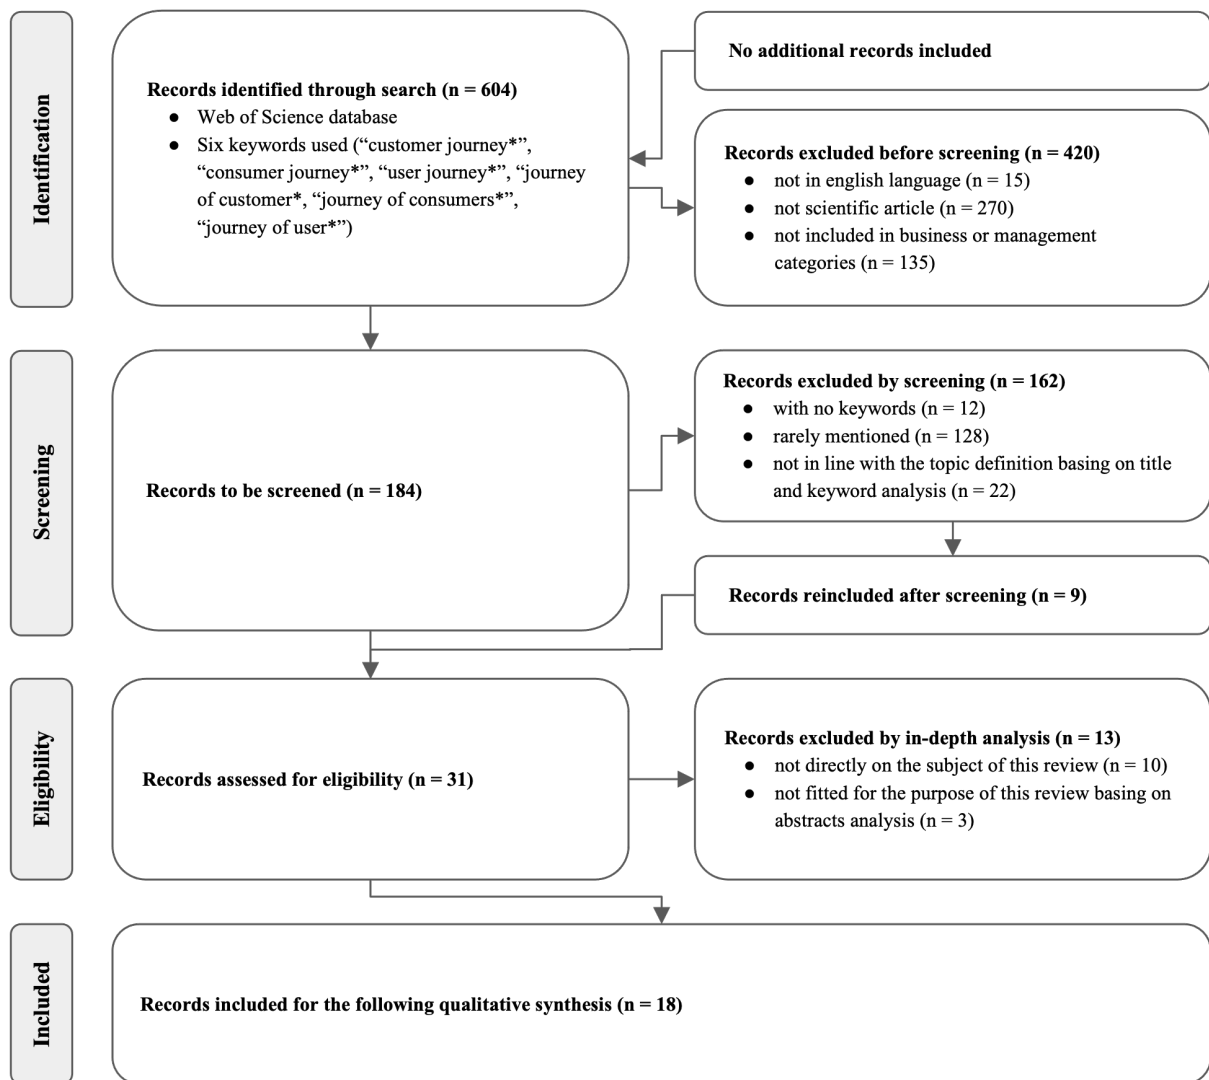 Identification
Records identified through search (n = 604)
● Web of Science database
● Six keywords used (“customer journey*”,
“consumer journey*”, “user journey*”, “journey
of customer*, “journey of consumers*”,
“journey of user*”)
No additional records included
Records excluded before screening (n = 420)
● not in english language (n = 15)
● not scientific article (n = 270)
● not included in business or management
categories (n = 135)
Screening
Records to be screened (n = 184)
Records excluded by screening (n = 162)
● with no keywords (n = 12)
● rarely mentioned (n = 128)
● not in line with the topic definition basing on title
and keyword analysis (n = 22)
Records reincluded after screening (n = 9)
Eligibility
Records assessed for eligibility (n = 31)
Records excluded by in-depth analysis (n = 13)
● not directly on the subject of this review (n = 10)
● not fitted for the purpose of this review basing on
abstracts analysis (n = 3)
Included
Records included for the following qualitative synthesis (n = 18)